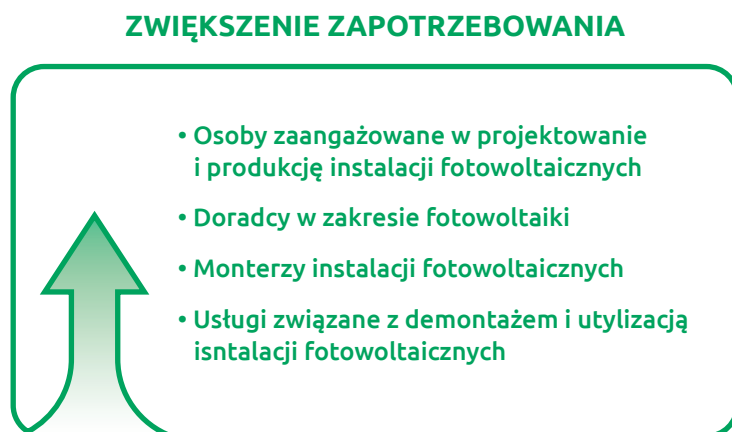 ZWIĘKSZENIE ZAPOTRZEBOWANIA
• Osoby zaangażowane w projektowanie
i produkcję instalacji fotowoltaicznych
• Doradcy w zakresie fotowoltaiki
• Monterzy instalacji fotowoltaicznych
• Usługi związane z demontażem i utylizacją
isntalacji fotowoltaicznych